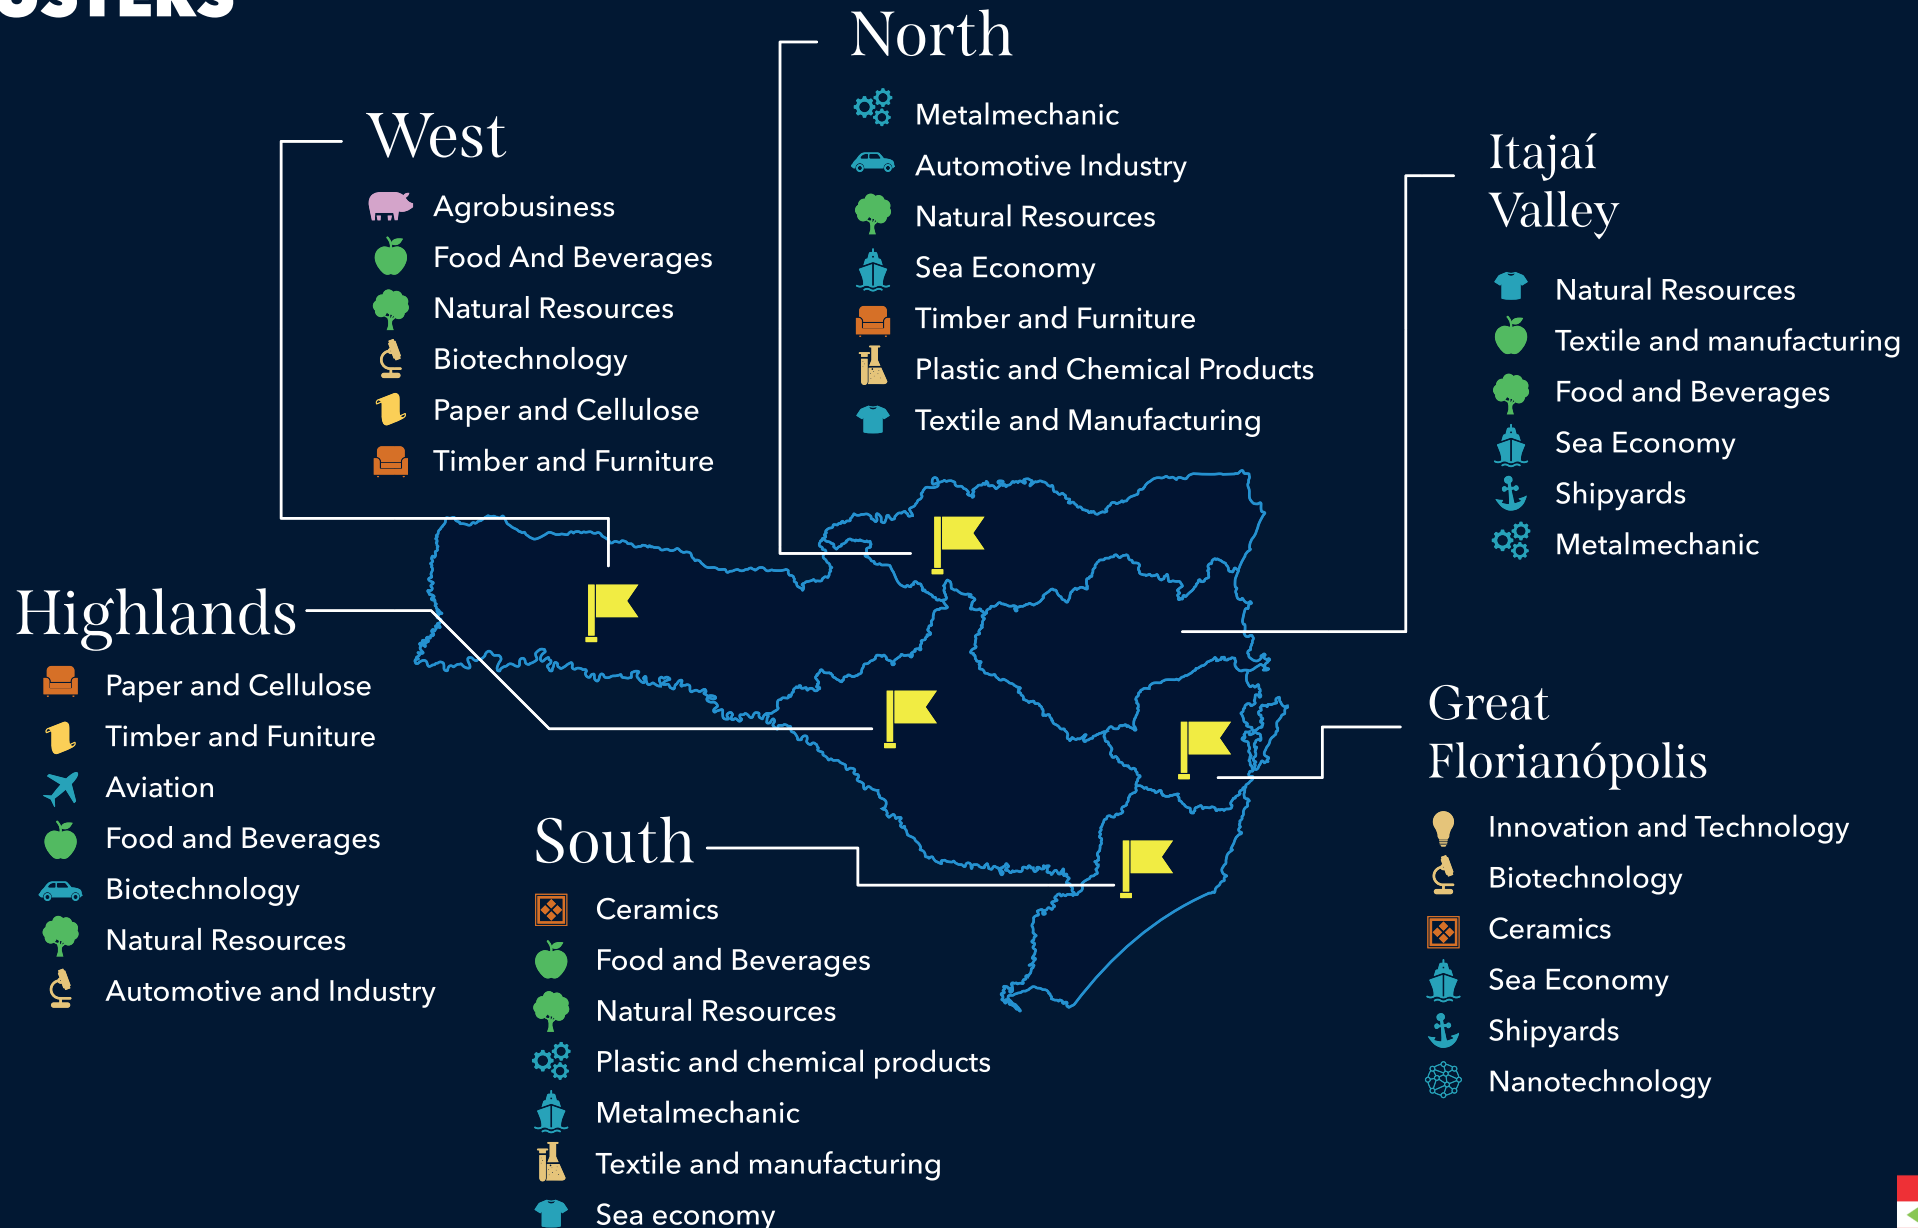 North
Metalmechanic
Automotive Industry
Natural Resources
Sea Economy
Timber and Furniture
Plastic and Chemical Products
Textile and Manufacturing
West
Agrobusiness
Food And Beverages
Natural Resources
Biotechnology
Paper and Cellulose
Timber and Furniture
Itajaí
Valley
Natural Resources
Textile and manufacturing
Food and Beverages
Sea Economy
Shipyards
Metalmechanic
Highlands
Paper and Cellulose
Timber and Funiture
Aviation
Food and Beverages
Biotechnology
Natural Resources
Automotive and Industry
South
Ceramics
Food and Beverages
Natural Resources
Plastic and chemical products
Metalmechanic
Textile and manufacturing
Sea economy
Great
Florianópolis
Innovation and Technology
Biotechnology
Ceramics
Sea Economy
Shipyards
Nanotechnology